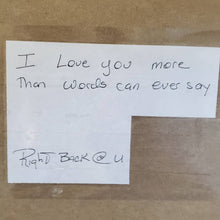 I Love you more
Than words can ever say
Right Back @ U